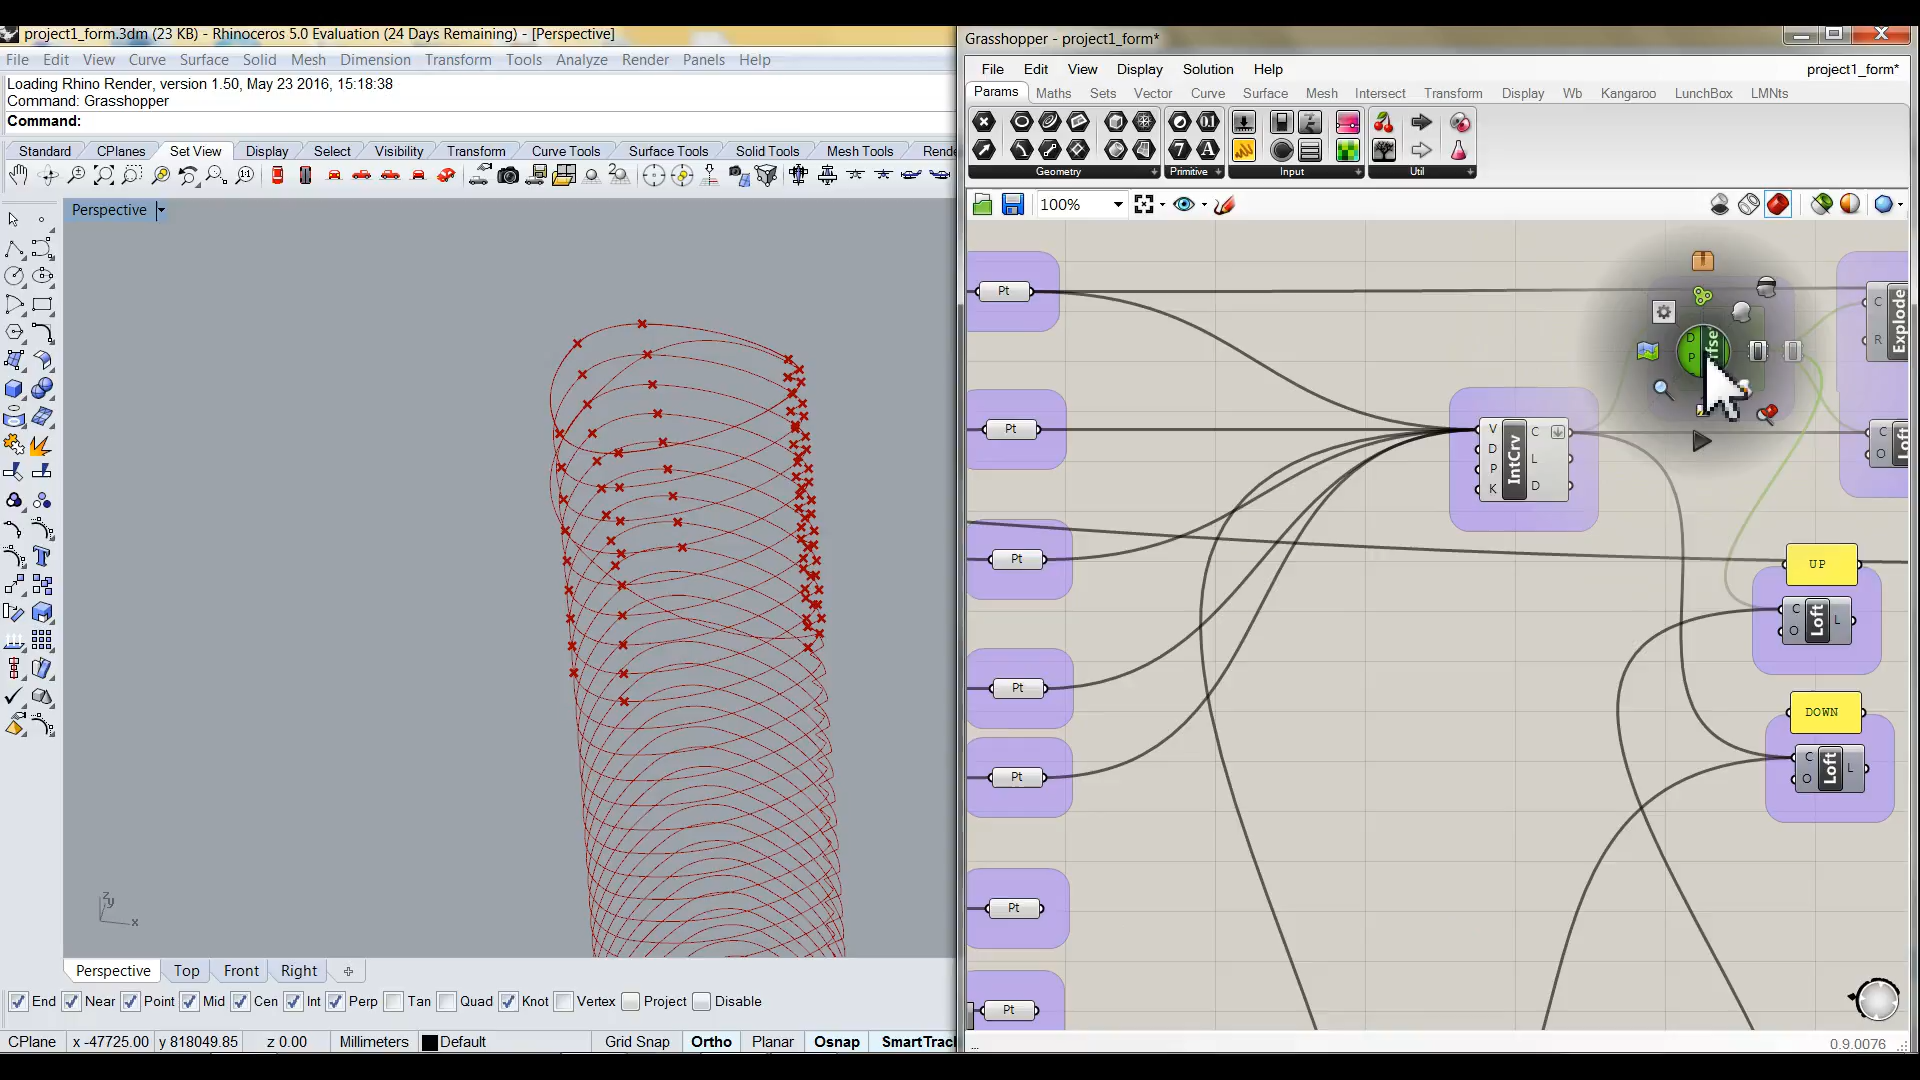 project1_form.3dm (23 KB) - Rhinoceros 5.0 Evaluation (24 Days Remaining) - [Perspective]
File Edit View Curve Surface Solid Mesh Dimension Transform Tools Analyze Render Panels Help
Loading Rhino Render, version 1.50, May 23 2016, 15:18:38
Command: Grasshopper
Command:
Standard CPlanes Set View Display Select Visibility Transform Curve Tools Surface Tools Solid Tools Mesh Tools Rende
Perspective
z y x
Perspective Top Front Right
End Near Point Mid Cen Int Perp Tan Quad Knot Vertex Project Disable
CPlane x -47725.00 y 818049.85 z 0.00 Millimeters Default Grid Snap Ortho Planar Osnap SmartTrack
Grasshopper - project1_form*
File Edit View Display Solution Help project1_form*
Params Maths Sets Vector Curve Surface Mesh Intersect Transform Display Wb Kangaroo LunchBox LMNts
Geometry Primitive Input Util
100%
Pt
Pt
Pt
Pt
Pt
Pt
Pt
V D P K IntCrv C L D
D P
C R Explode
C O Loft
UP
C O Loft L
DOWN
C O Loft L
0.9.0076